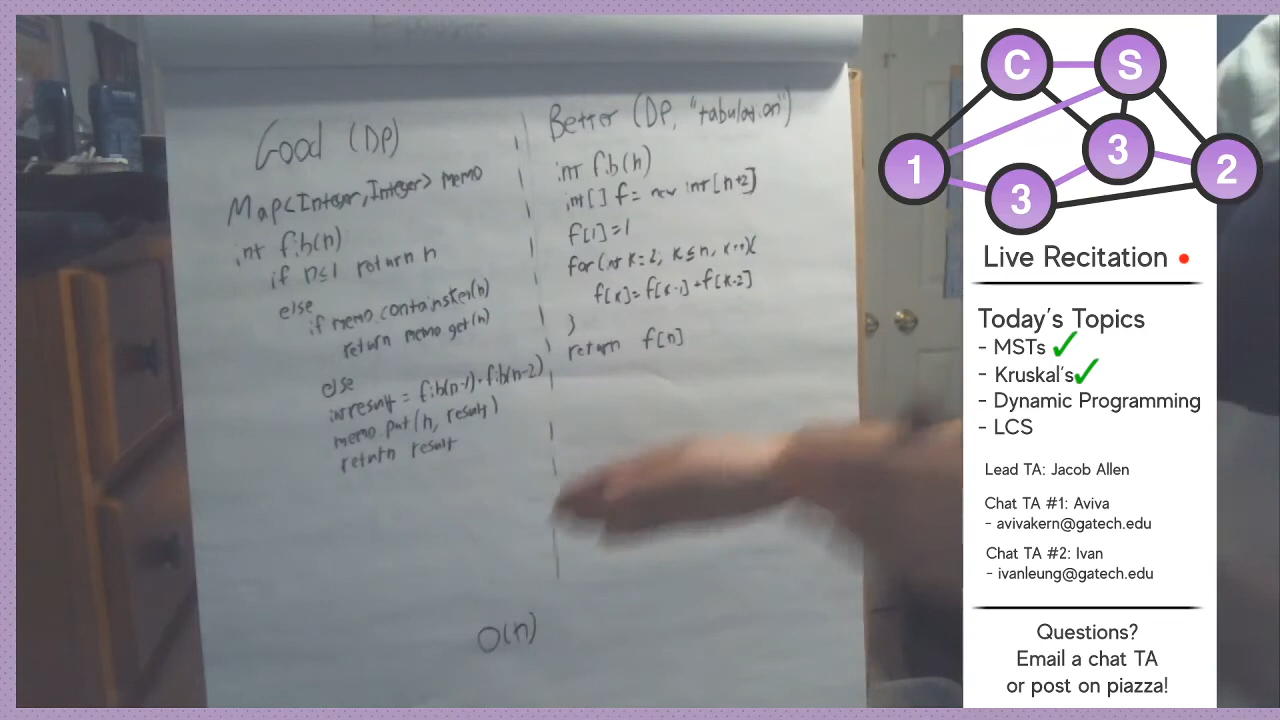 Good (DP)
Map<Integer, Integer> memo
int fib(n)
if n≤1 return n
else
if memo.containsKey(n)
return memo.get(n)
else
int result = fib(n-1)+fib(n-2)
memo.put(n, result)
return result
Better (DP, "tabulation")
int fib(n)
int[] f = new int[n+2]
f[1]=1
for(int k=2, k≤n, k++){
f[k]=f[k-1]+f[k-2]
}
return f[n]
O(n)
C
S
1
3
3
2
Live Recitation
Today's Topics
- MSTs
- Kruskal's
- Dynamic Programming
- LCS
Lead TA: Jacob Allen
Chat TA #1: Aviva
- avivakern@gatech.edu
Chat TA #2: Ivan
- ivanleung@gatech.edu
Questions?
Email a chat TA
or post on piazza!